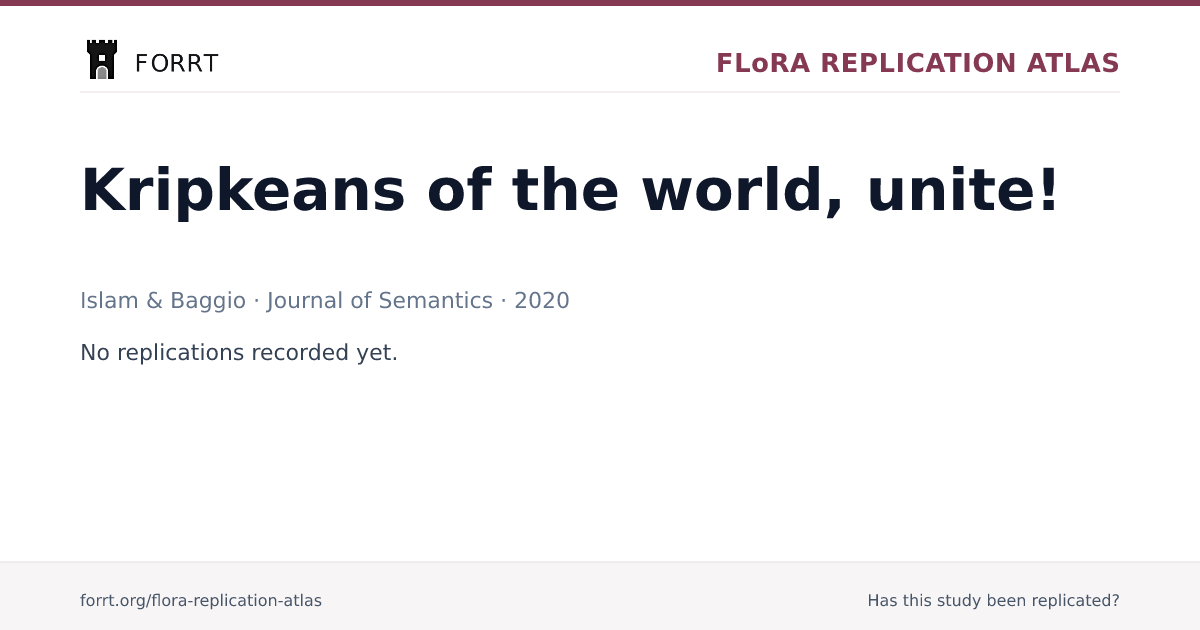 FORRT
FLoRA REPLICATION ATLAS
Kripkeans of the world, unite!
Islam & Baggio · Journal of Semantics · 2020
No replications recorded yet.
forrt.org/flora-replication-atlas
Has this study been replicated?